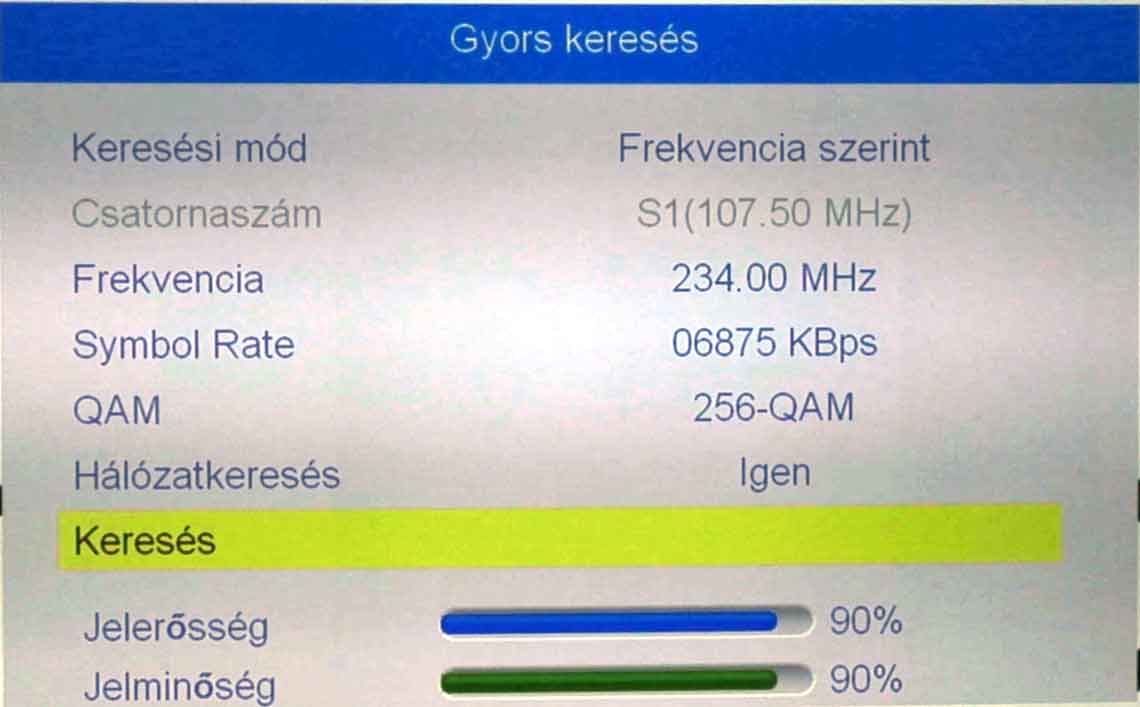 Gyors keresés
Keresési mód Frekvencia szerint
Csatornaszám S1(107.50 MHz)
Frekvencia 234.00 MHz
Symbol Rate 06875 KBps
QAM 256-QAM
Hálózatkeresés Igen
Keresés
Jelerősség 90%
Jelminőség 90%